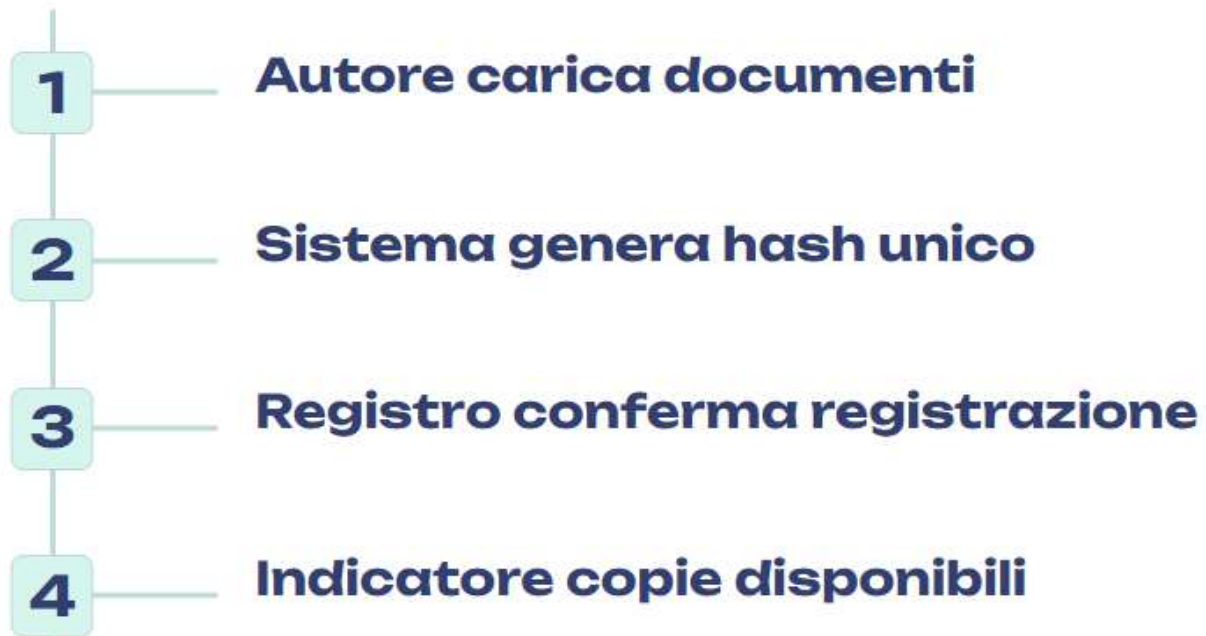 1 Autore carica documenti
2 Sistema genera hash unico
3 Registro conferma registrazione
4 Indicatore copie disponibili